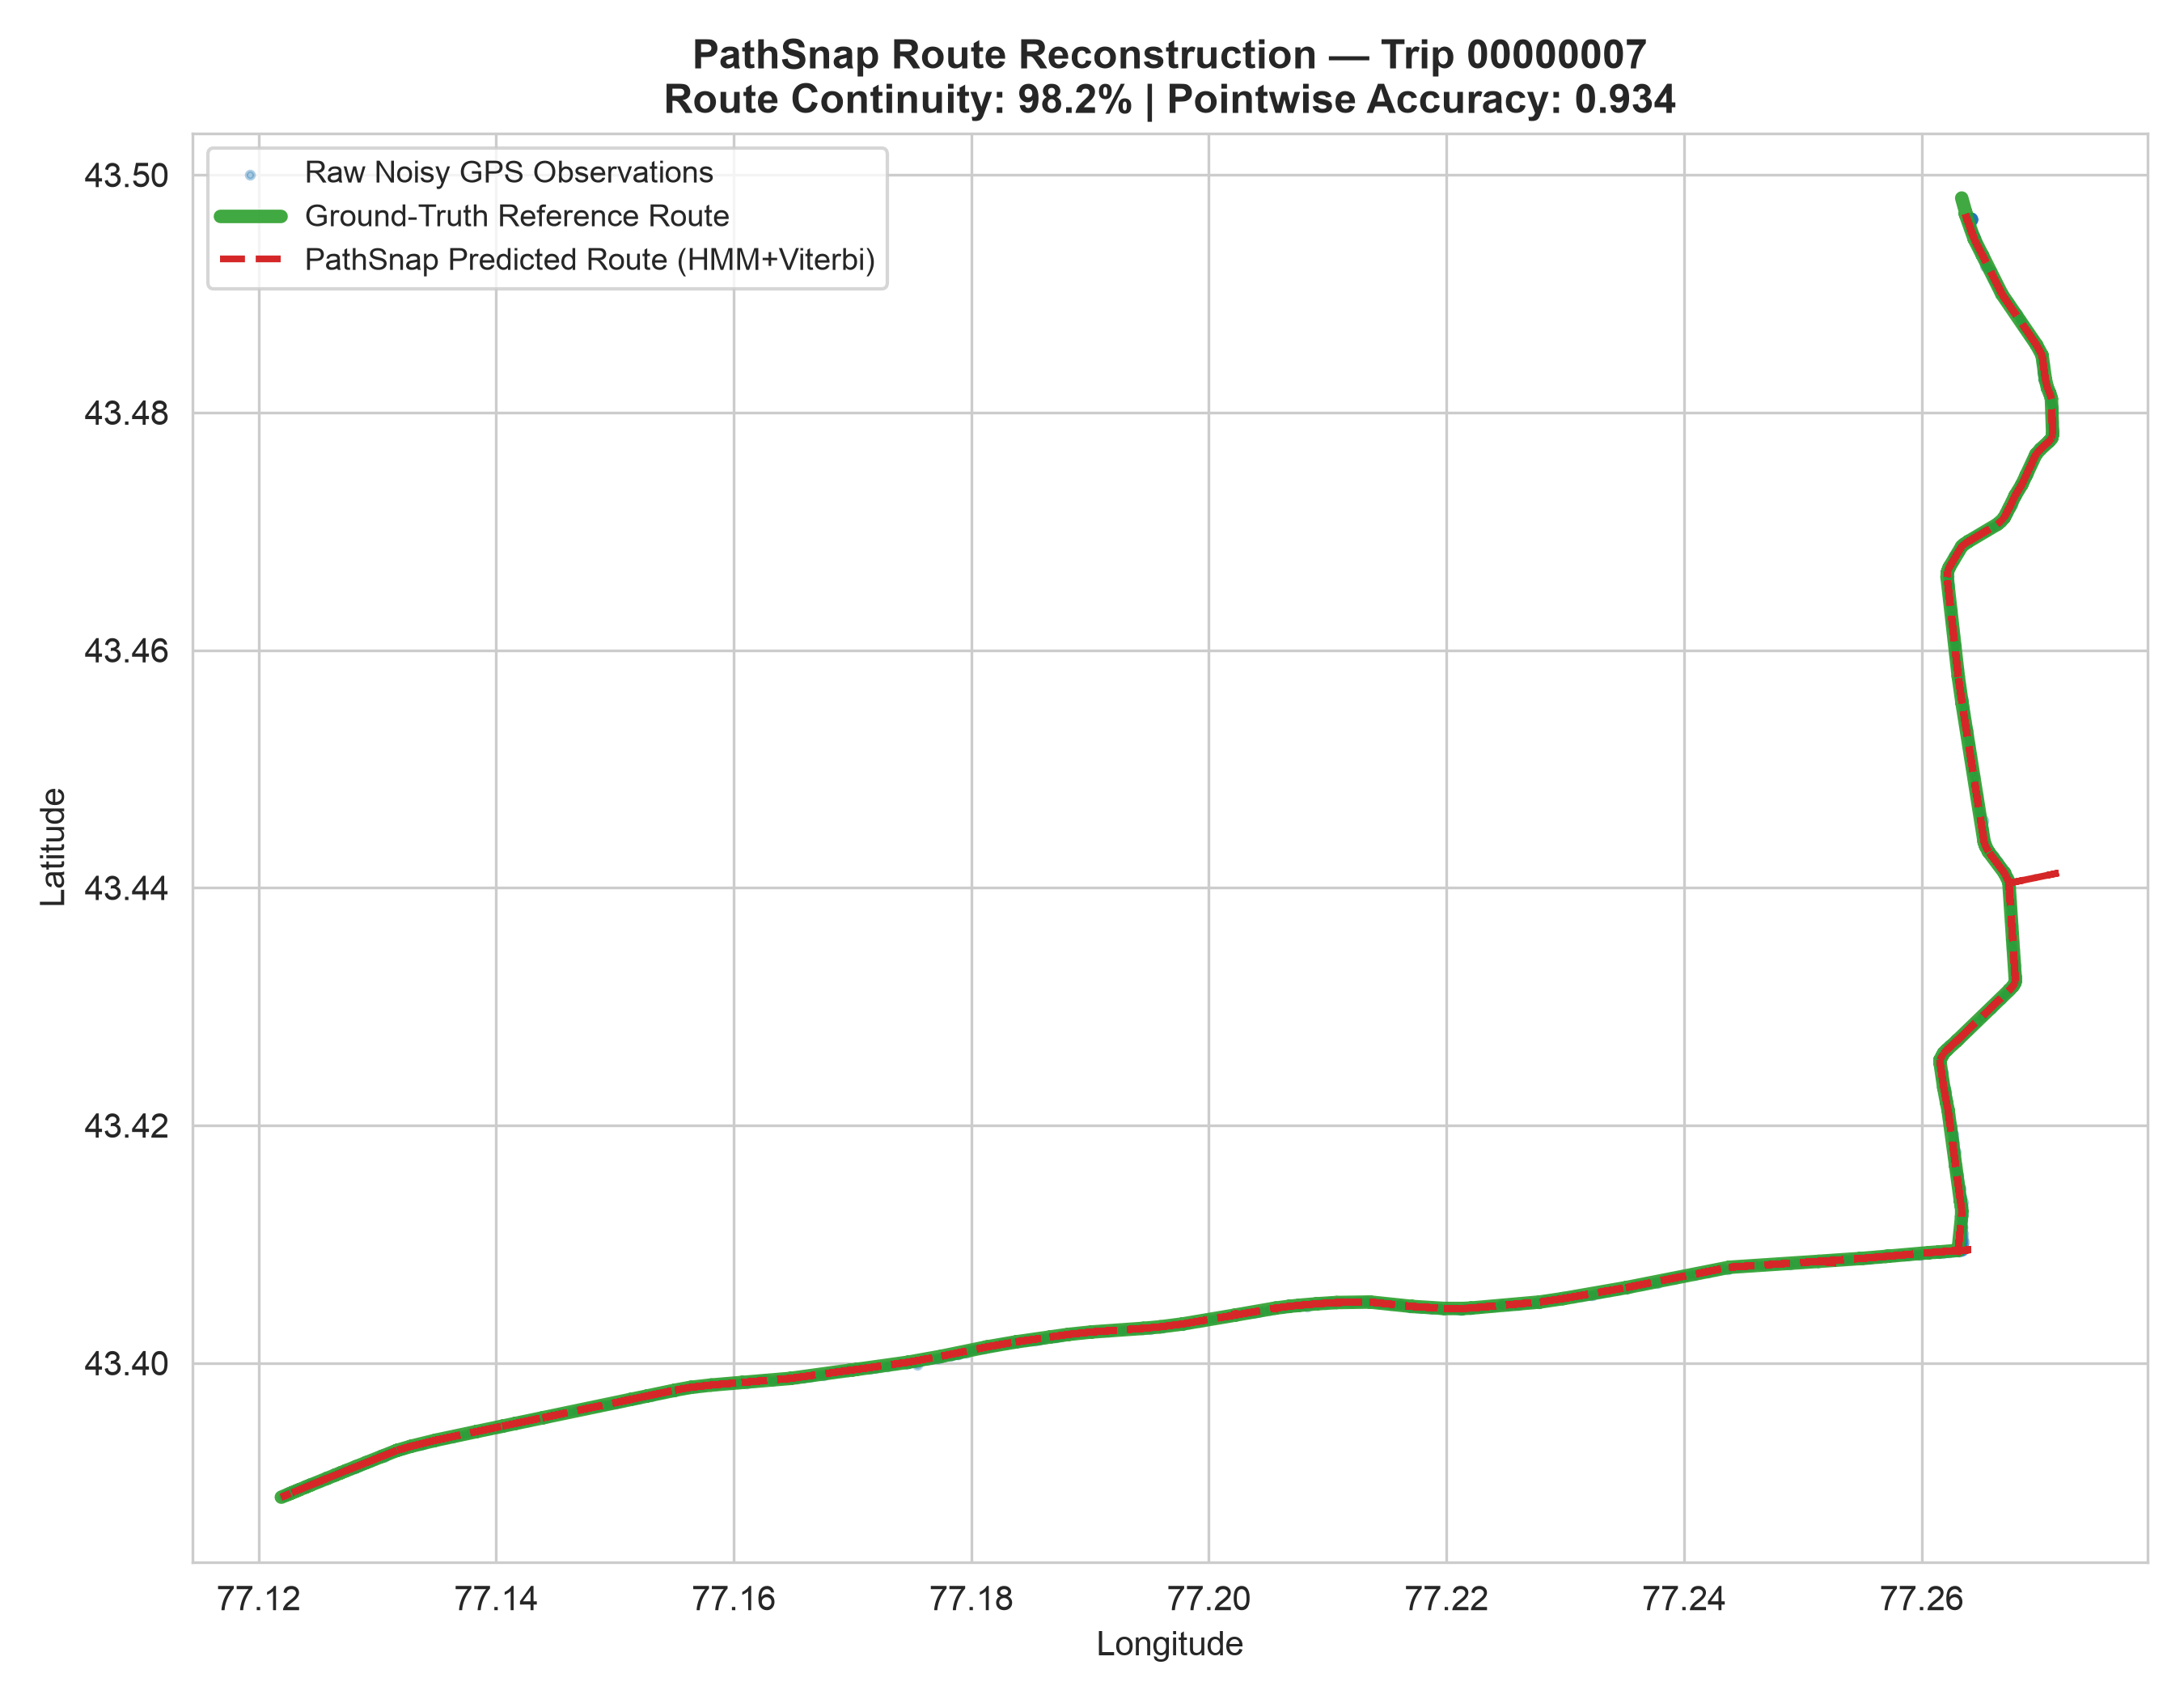 PathSnap Route Reconstruction — Trip 00000007
Route Continuity: 98.2% | Pointwise Accuracy: 0.934
Raw Noisy GPS Observations
Ground-Truth Reference Route
PathSnap Predicted Route (HMM+Viterbi)
43.50
43.48
43.46
43.44
43.42
43.40
Latitude
77.12
77.14
77.16
77.18
77.20
77.22
77.24
77.26
Longitude